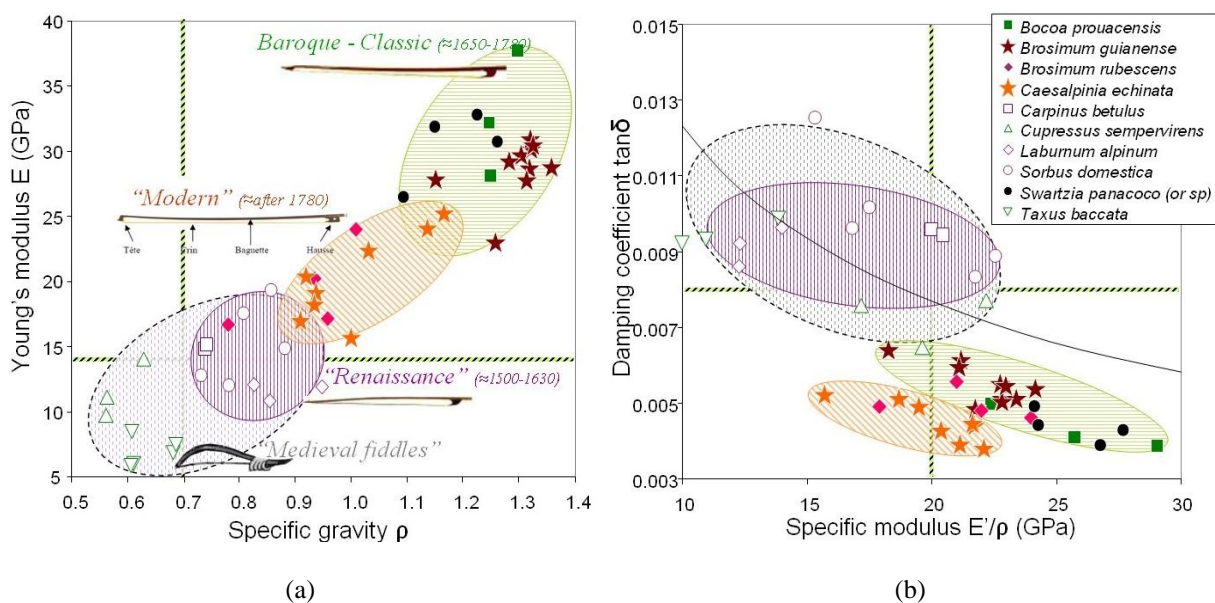 40
35
30
25
20
15
10
5
0.5 0.6 0.7 0.8 0.9 1.0 1.1 1.2 1.3 1.4
Young's modulus E (GPa)
Specific gravity ρ
Baroque - Classic (≈1650-1780)
"Modern" (≈after 1780)
Tête Crin Baguette Hausse
"Renaissance" (≈1500-1630)
"Medieval fiddles"
(a)
0.015
0.013
0.011
0.009
0.007
0.005
0.003
10 15 20 25 30
Damping coefficient tanδ
Specific modulus E'/ρ (GPa)
Bocoa prouacensis
Brosimum guianense
Brosimum rubescens
Caesalpinia echinata
Carpinus betulus
Cupressus sempervirens
Laburnum alpinum
Sorbus domestica
Swartzia panacoco (or sp)
Taxus baccata
(b)